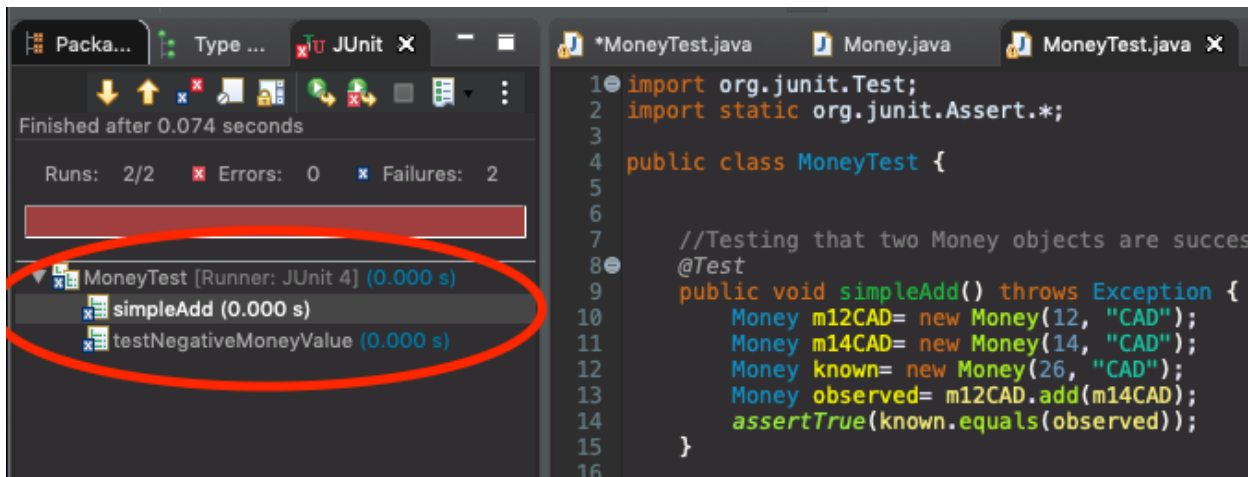 Packa...
Type ...
JUnit
Finished after 0.074 seconds
Runs: 2/2 Errors: 0 Failures: 2
MoneyTest [Runner: JUnit 4] (0.000 s)
simpleAdd (0.000 s)
testNegativeMoneyValue (0.000 s)
*MoneyTest.java
Money.java
MoneyTest.java
1 import org.junit.Test;
2 import static org.junit.Assert.*;
3
4 public class MoneyTest {
5
6
7 //Testing that two Money objects are succes
8 @Test
9 public void simpleAdd() throws Exception {
10 Money m12CAD= new Money(12, "CAD");
11 Money m14CAD= new Money(14, "CAD");
12 Money known= new Money(26, "CAD");
13 Money observed= m12CAD.add(m14CAD);
14 assertTrue(known.equals(observed));
15 }
16